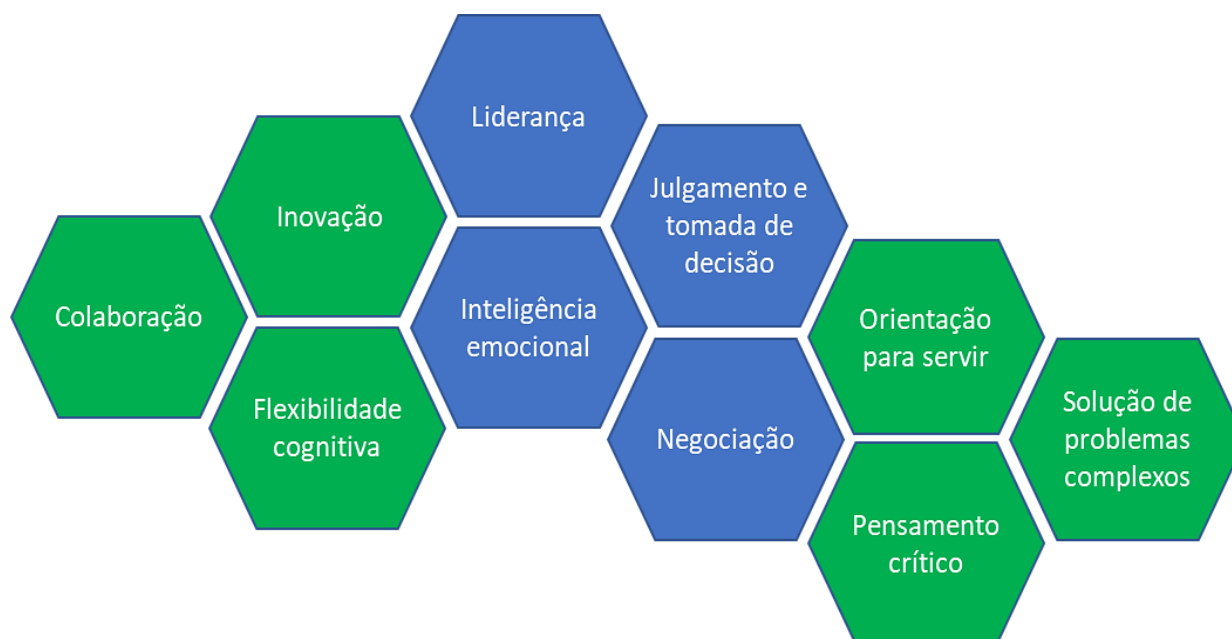 Liderança
Inovação
Julgamento e
tomada de
decisão
Colaboração
Inteligência
emocional
Orientação
para servir
Flexibilidade
cognitiva
Negociação
Solução de
problemas
complexos
Pensamento
crítico